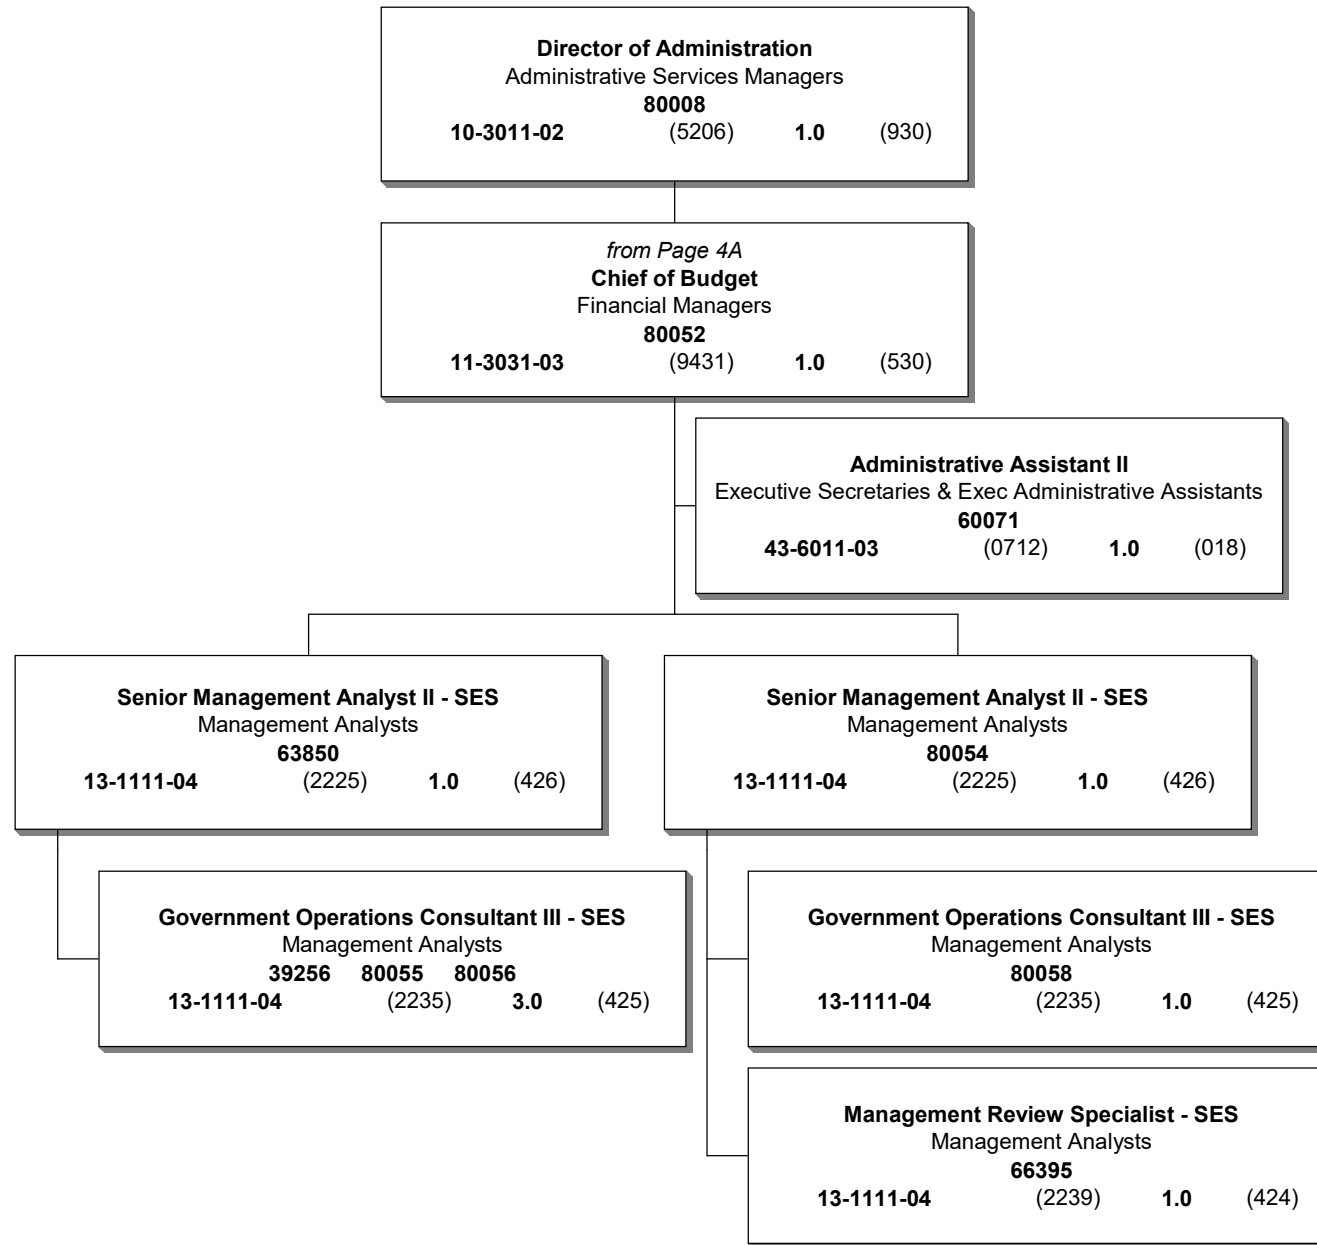 Director of Administration
Administrative Services Managers
80008
10-3011-02 (5206) 1.0 (930)
from Page 4A
Chief of Budget
Financial Managers
80052
11-3031-03 (9431) 1.0 (530)
Administrative Assistant II
Executive Secretaries & Exec Administrative Assistants
60071
43-6011-03 (0712) 1.0 (018)
Senior Management Analyst II - SES
Management Analysts
63850
13-1111-04 (2225) 1.0 (426)
Senior Management Analyst II - SES
Management Analysts
80054
13-1111-04 (2225) 1.0 (426)
Government Operations Consultant III - SES
Management Analysts
39256 80055 80056
13-1111-04 (2235) 3.0 (425)
Government Operations Consultant III - SES
Management Analysts
80058
13-1111-04 (2235) 1.0 (425)
Management Review Specialist - SES
Management Analysts
66395
13-1111-04 (2239) 1.0 (424)